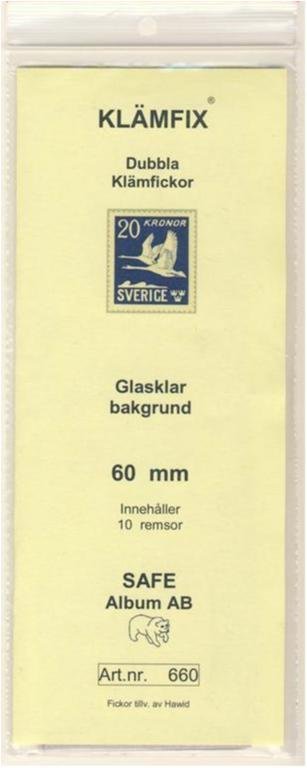 KLÄMFIX®
Dubbla
Klämfickor
20 KRONOR
SVERIGE
Glasklar
bakgrund
60 mm
Innehåller
10 remsor
SAFE
Album AB
Art.nr. 660
Fickor tillv. av Hawid